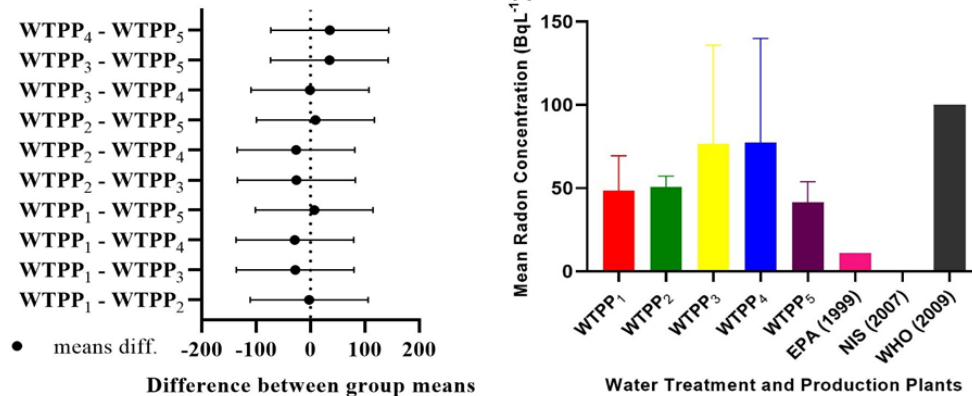 WTPP₄ - WTPP₅
WTPP₃ - WTPP₅
WTPP₃ - WTPP₄
WTPP₂ - WTPP₅
WTPP₂ - WTPP₄
WTPP₂ - WTPP₃
WTPP₁ - WTPP₅
WTPP₁ - WTPP₄
WTPP₁ - WTPP₃
WTPP₁ - WTPP₂
means diff.
-200 -100 0 100 200
Difference between group means
Mean Radon Concentration (BqL⁻¹
150
100
50
0
WTPP₁
WTPP₂
WTPP₃
WTPP₄
WTPP₅
EPA (1999)
NIS (2007)
WHO (2009)
Water Treatment and Production Plants